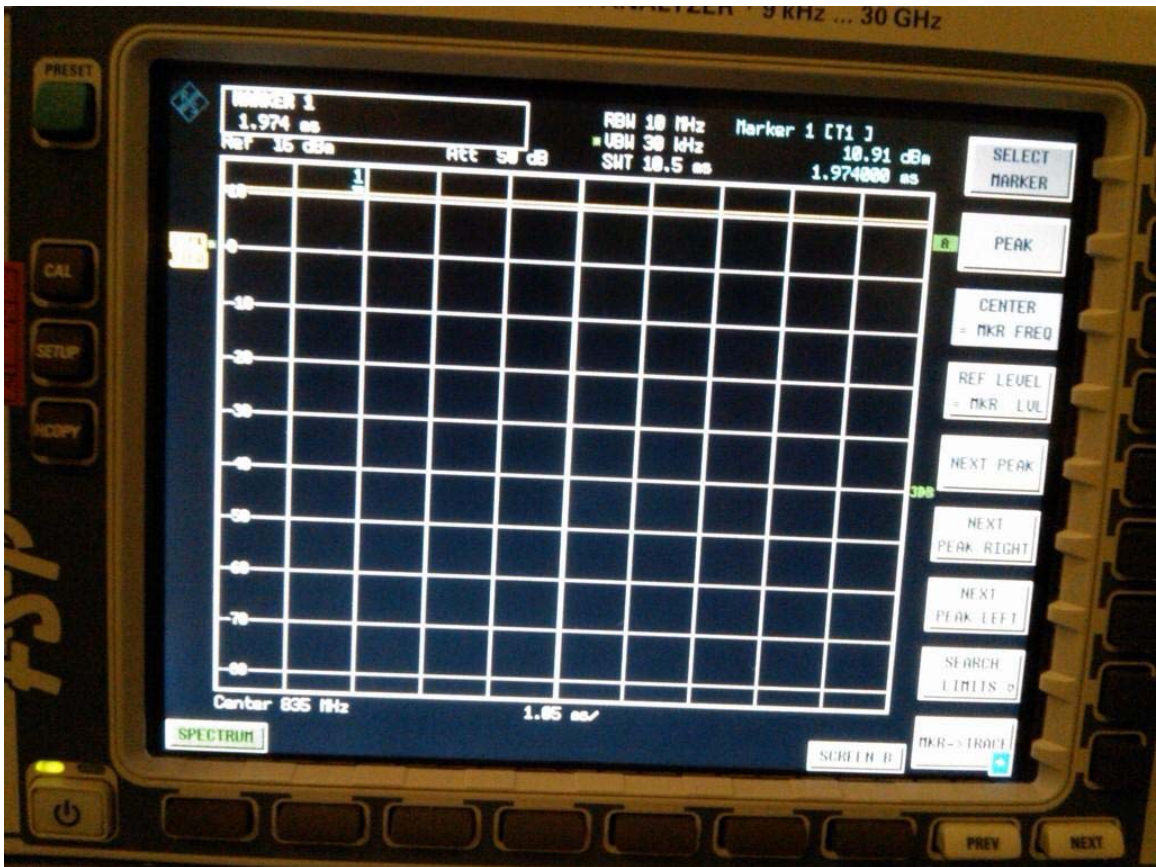 ANALYZER · 9 kHz ... 30 GHz
PRESET
MARKER 1
1.974 ms
Ref 16 dBm
Att 50 dB
RBW 10 MHz
VBW 30 kHz
SWT 10.5 ms
Marker 1 [T1 ]
10.91 dBm
1.974000 ms
SELECT
MARKER
1
10
0
A
PEAK
CAL
-10
CENTER
= MKR FREQ
SETUP
-20
REF LEVEL
= MKR LVL
-30
HCOPY
-40
NEXT PEAK
3DB
-50
NEXT
PEAK RIGHT
-60
NEXT
PEAK LEFT
-70
SEARCH
LIMITS
-80
Center 835 MHz
1.05 ms/
MKR->TRACE
SPECTRUM
SCREEN B
PREV
NEXT